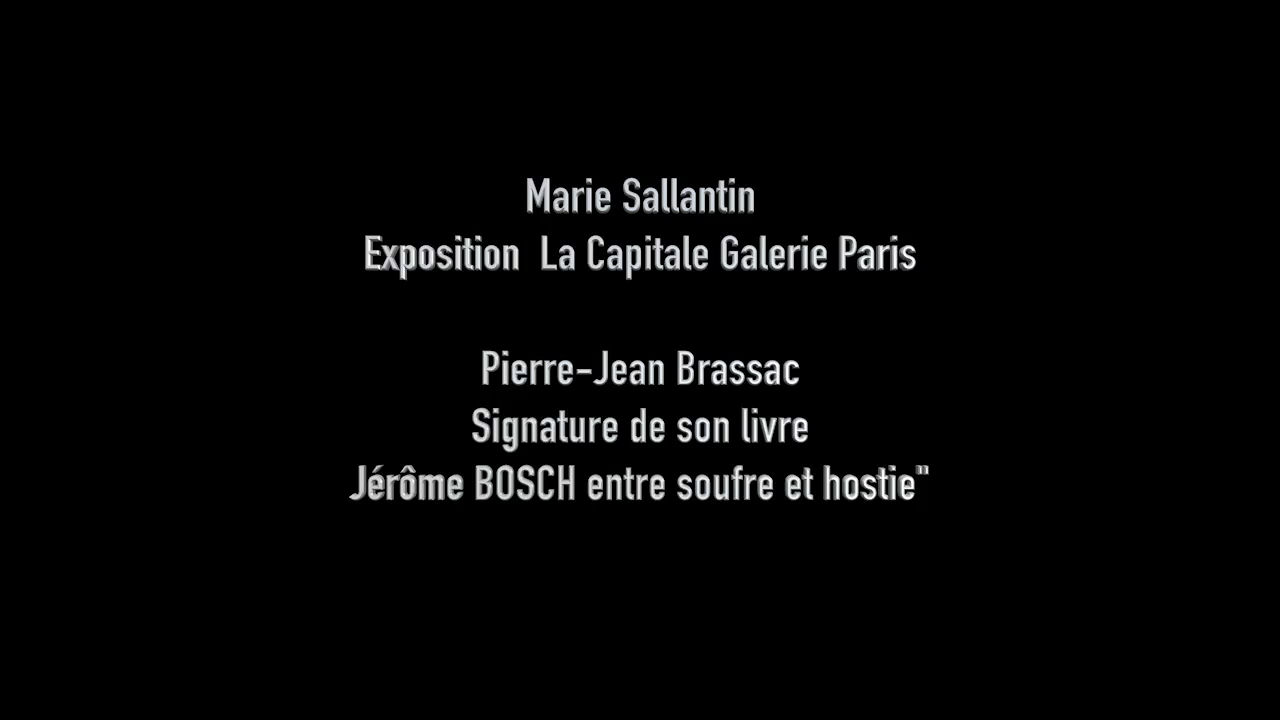 Marie Sallantin
Exposition  La Capitale Galerie Paris
Pierre-Jean Brassac
Signature de son livre
Jérôme BOSCH entre soufre et hostie"